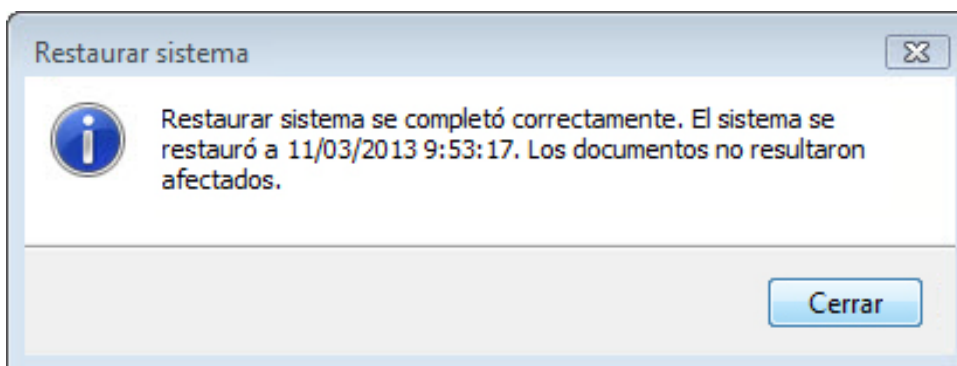 Restaurar sistema
Restaurar sistema se completó correctamente. El sistema se
restauró a 11/03/2013 9:53:17. Los documentos no resultaron
afectados.
Cerrar